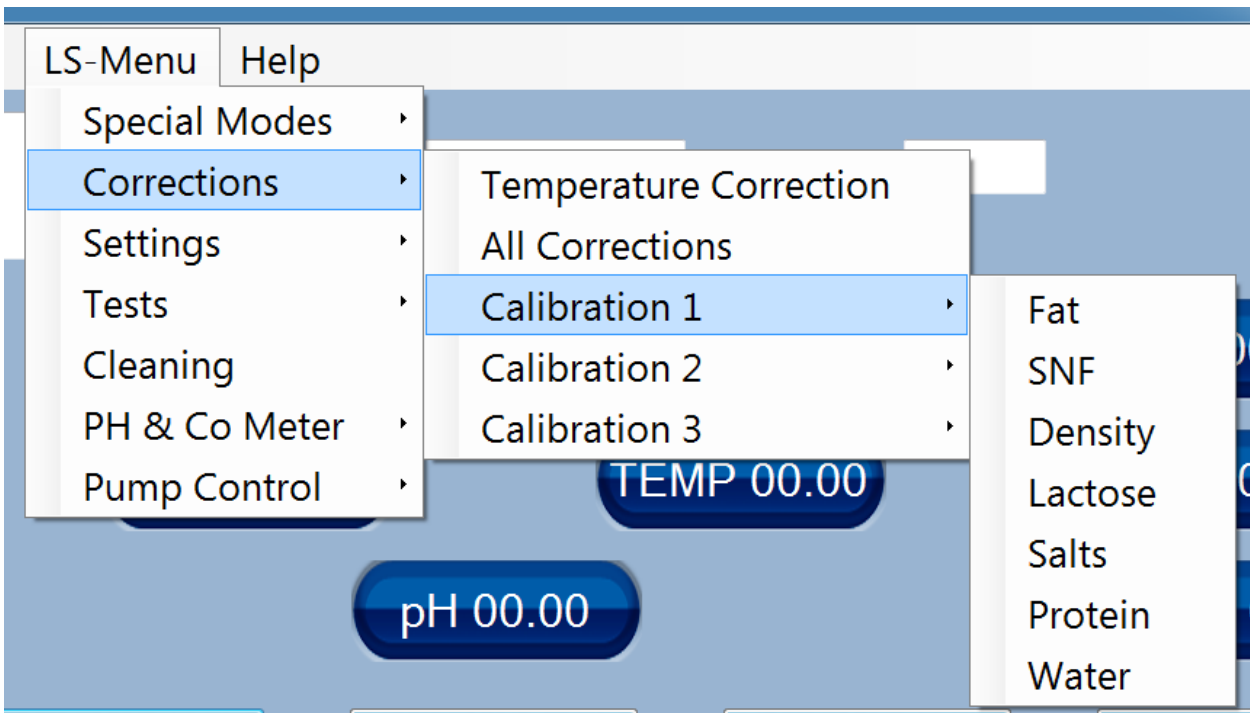 LS-Menu Help
Special Modes
Corrections
Settings
Tests
Cleaning
PH & Co Meter
Pump Control
Temperature Correction
All Corrections
Calibration 1
Calibration 2
Calibration 3
Fat
SNF
Density
Lactose
Salts
Protein
Water
TEMP 00.00
pH 00.00